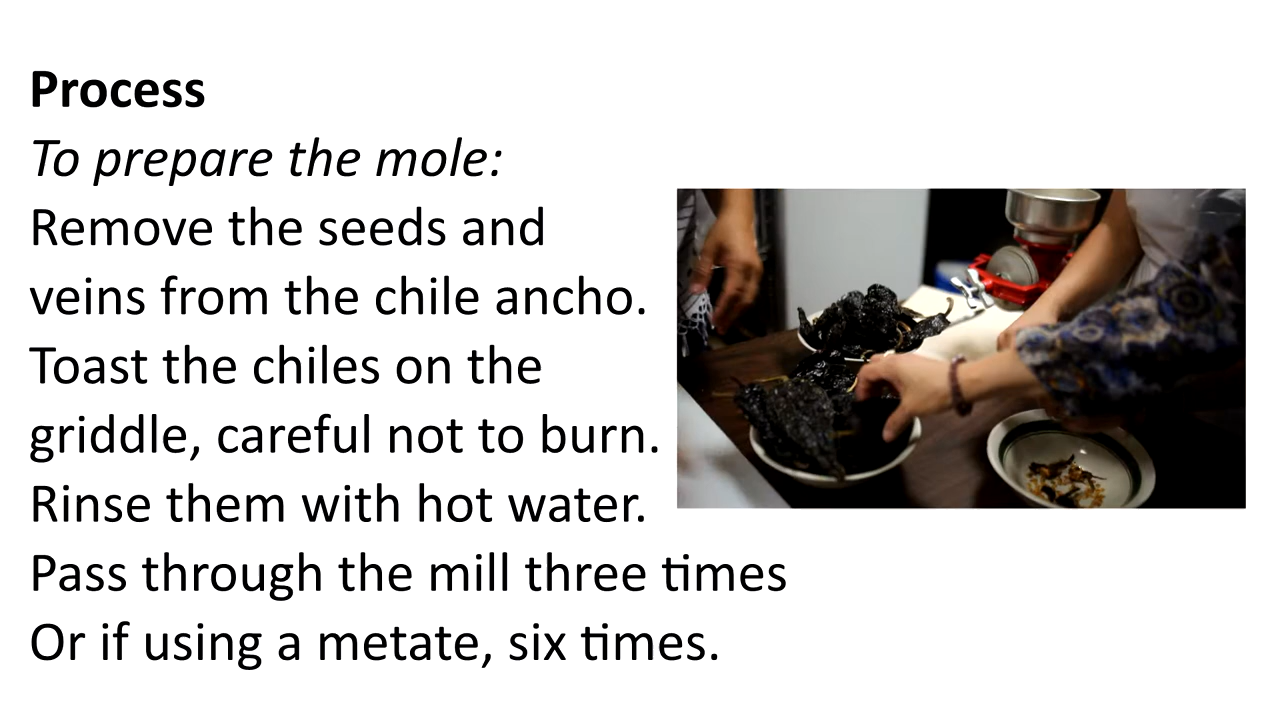 Process
To prepare the mole:
Remove the seeds and
veins from the chile ancho.
Toast the chiles on the
griddle, careful not to burn.
Rinse them with hot water.
Pass through the mill three times
Or if using a metate, six times.